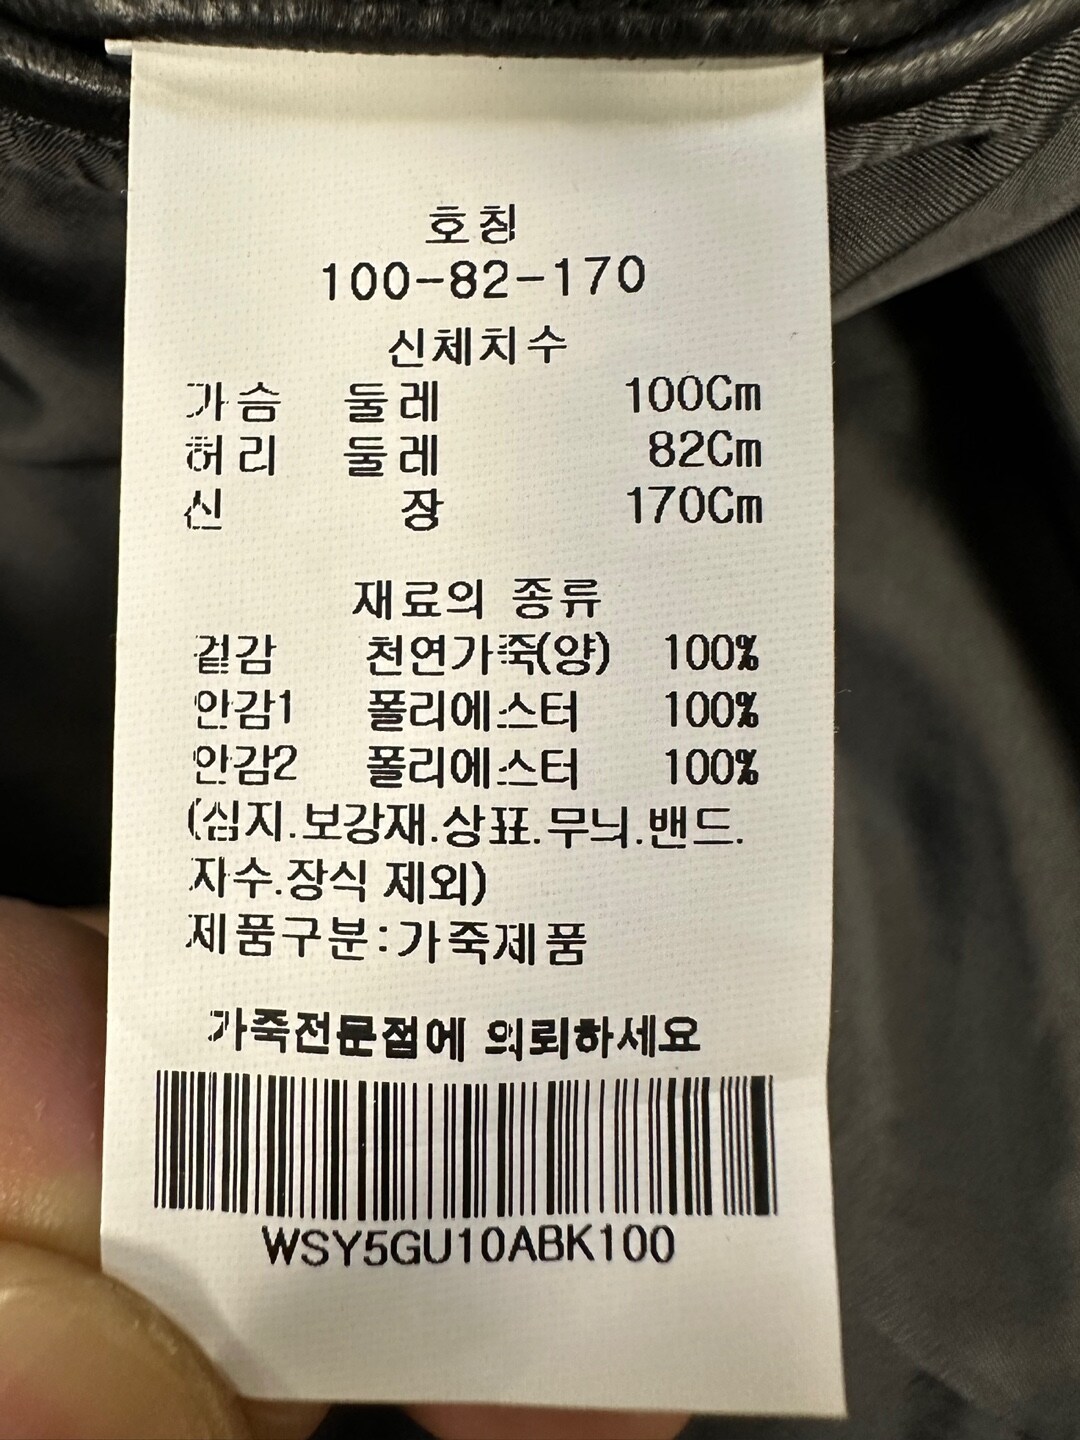 호칭
100-82-170
신체치수
가슴 둘레 100Cm
허리 둘레 82Cm
신 장 170Cm
재료의 종류
겉감 천연가죽(양) 100%
안감1 폴리에스터 100%
안감2 폴리에스터 100%
(심지.보강재.상표.무늬.밴드.
자수.장식 제외)
제품구분:가죽제품
가죽전문점에 의뢰하세요
WSY5GU10ABK100